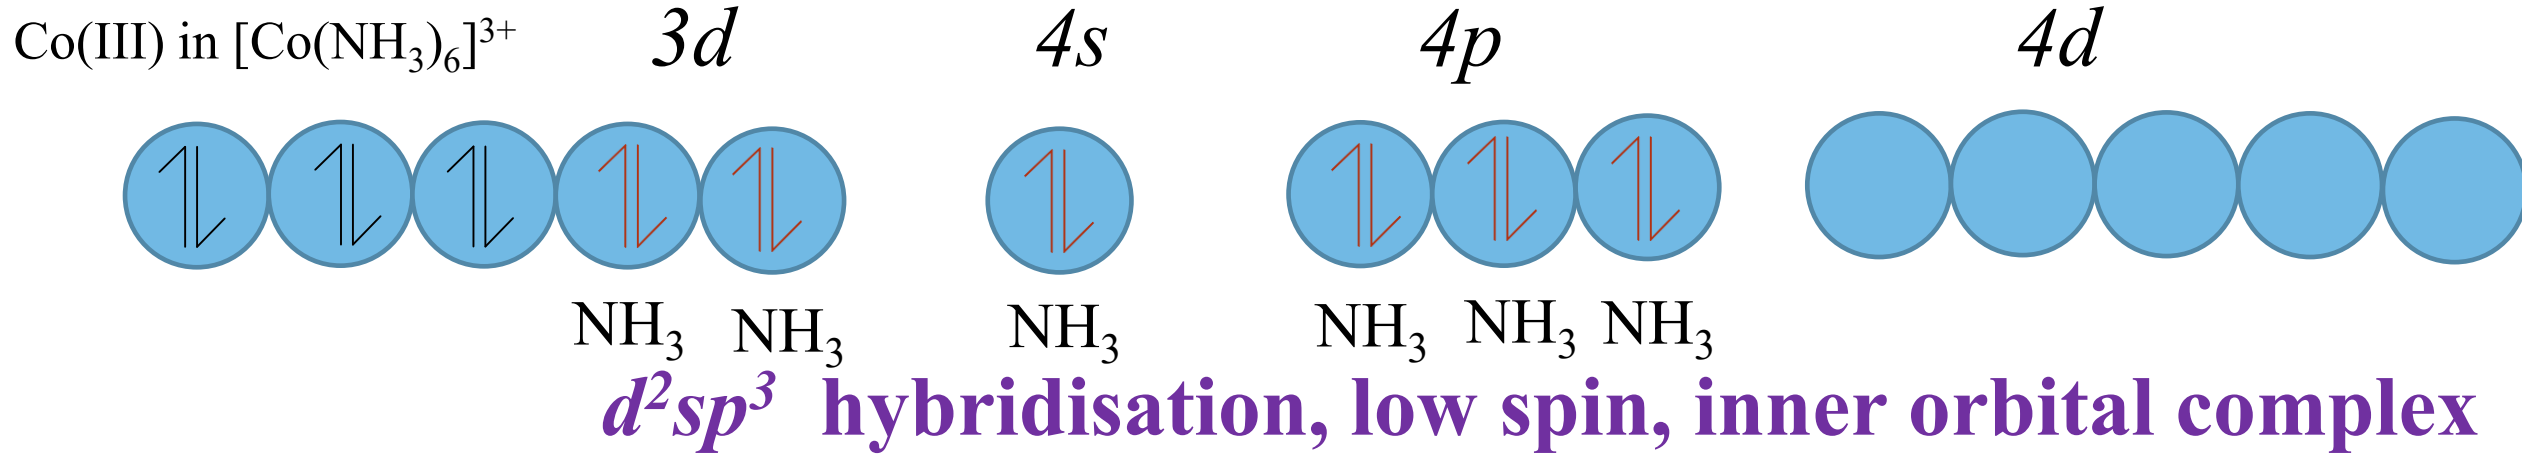 Co(III) in [Co(NH₃)₆]³⁺ 3d 4s 4p 4d
NH₃ NH₃ NH₃ NH₃ NH₃ NH₃
d²sp³ hybridisation, low spin, inner orbital complex